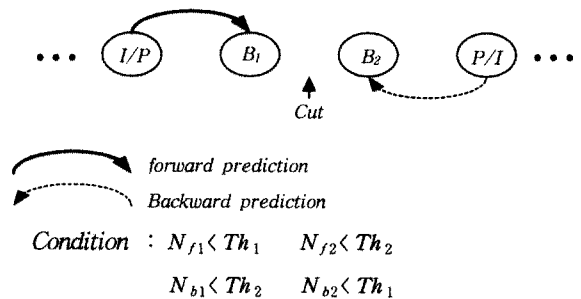 ... I/P B1 B2 P/I ...
Cut
forward prediction
Backward prediction
Condition : Nf1< Th1 Nf2< Th2
Nb1< Th2 Nb2< Th1